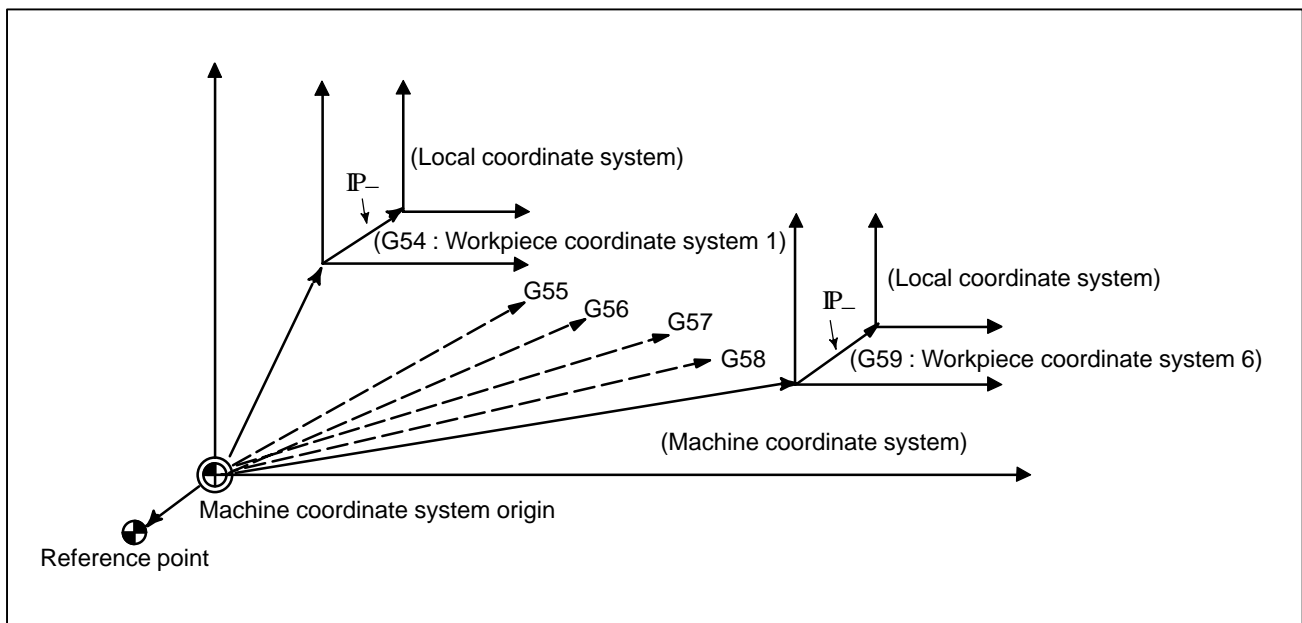 (Local coordinate system)
IP_
(G54 : Workpiece coordinate system 1)
G55
G56
G57
G58
(Local coordinate system)
IP_
(G59 : Workpiece coordinate system 6)
(Machine coordinate system)
Machine coordinate system origin
Reference point